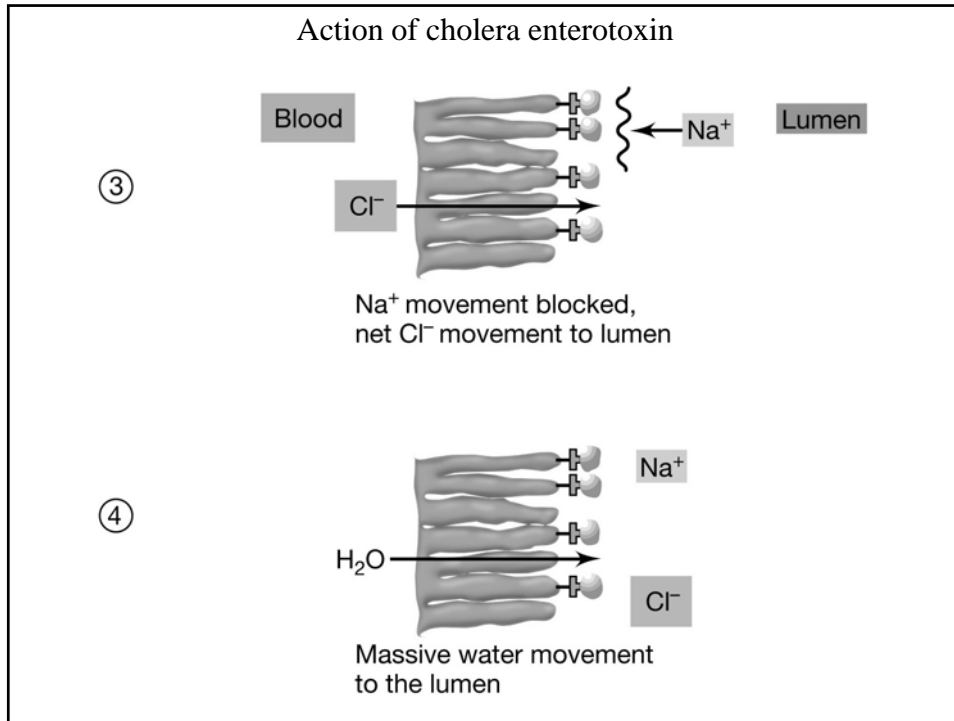 Action of cholera enterotoxin
Blood
Na⁺
Lumen
③
Cl⁻
Na⁺ movement blocked,
net Cl⁻ movement to lumen
Na⁺
④
H₂O
Cl⁻
Massive water movement
to the lumen